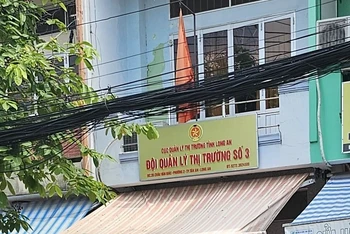 CỤC QUẢN LÝ THỊ TRƯỜNG TỈNH LONG AN
ĐỘI QUẢN LÝ THỊ TRƯỜNG SỐ 3